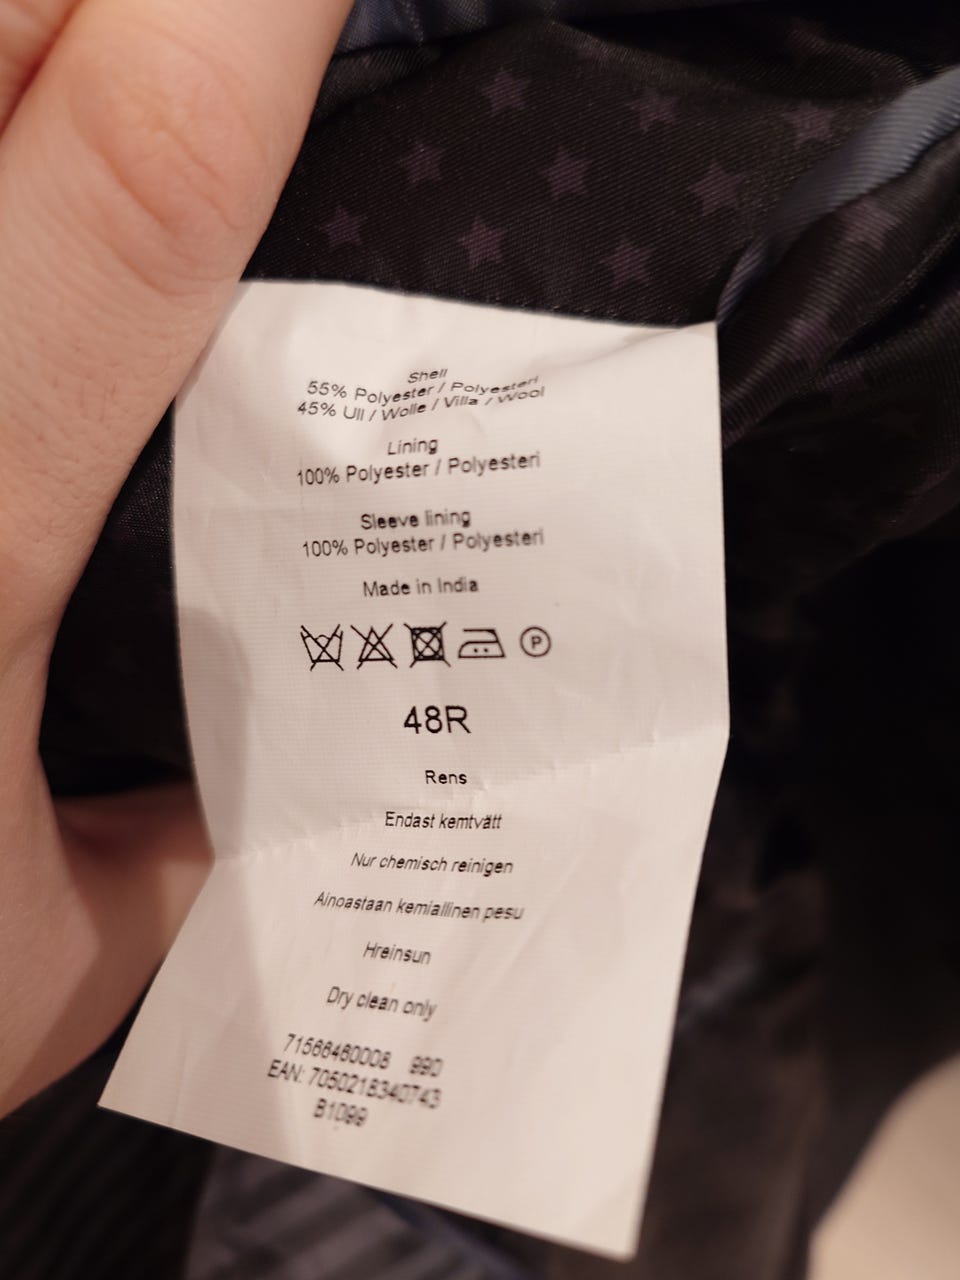 Shell
55% Polyester / Polyesteri
45% Ull / Wolle / Villa / Wool
Lining
100% Polyester / Polyesteri
Sleeve lining
100% Polyester / Polyesteri
Made in India
P
48R
Rens
Endast kemtvätt
Nur chemisch reinigen
Ainoastaan kemiallinen pesu
Hreinsun
Dry clean only
71566460008 990
EAN: 7050218340743
B1099